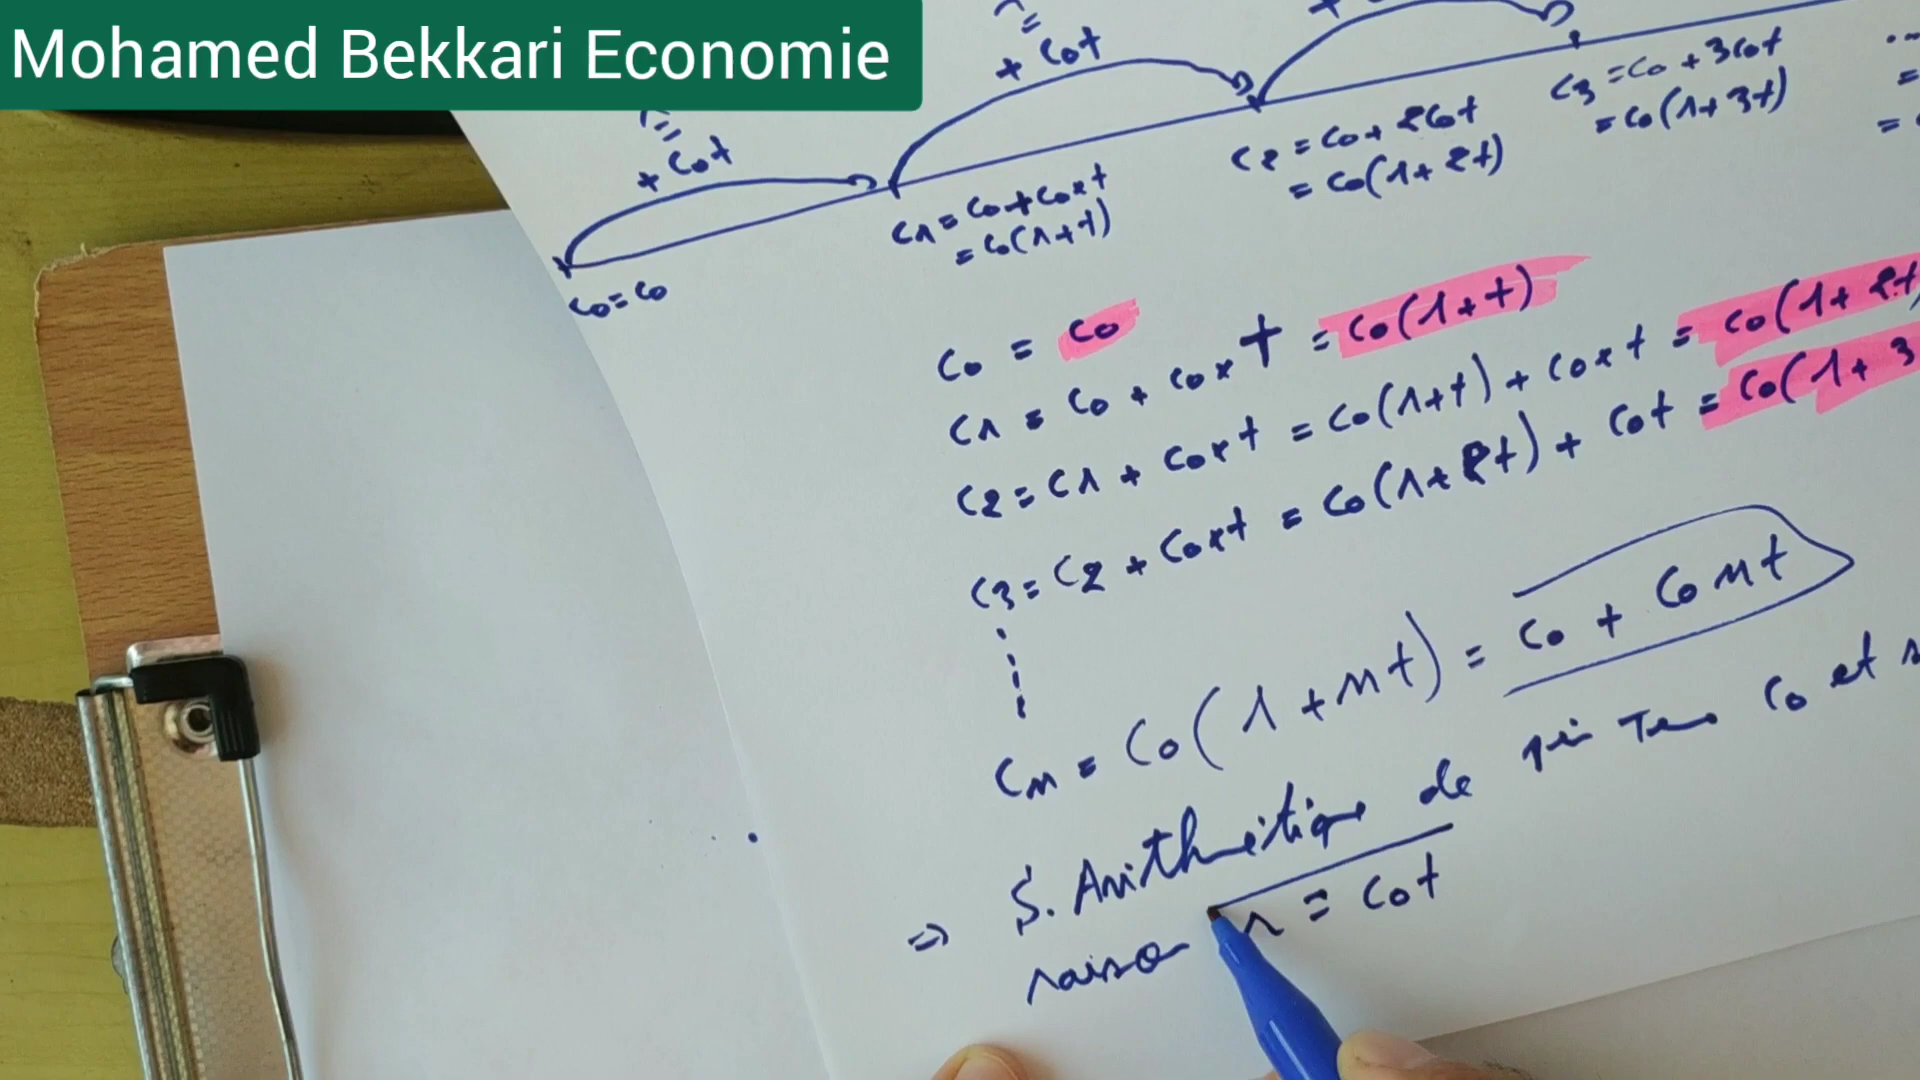 Mohamed Bekkari Economie
+ Cot
+ Cot
C0 = C0
C1 = C0 + C0 x t
= C0(1+t)
C2 = C0 + 2C0t
= C0(1+2t)
C3 = C0 + 3C0t
= C0(1+3t)
C0 = C0
C1 = C0 + C0 x t = C0(1+t)
C2 = C1 + C0 x t = C0(1+t) + C0 x t = C0(1+2t
C3 = C2 + C0 x t = C0(1+2t) + C0t = C0(1+3
Cn = C0(1+nt) = C0 + C0nt
=> S. Arithmétique de C0 et
raison r = C0t